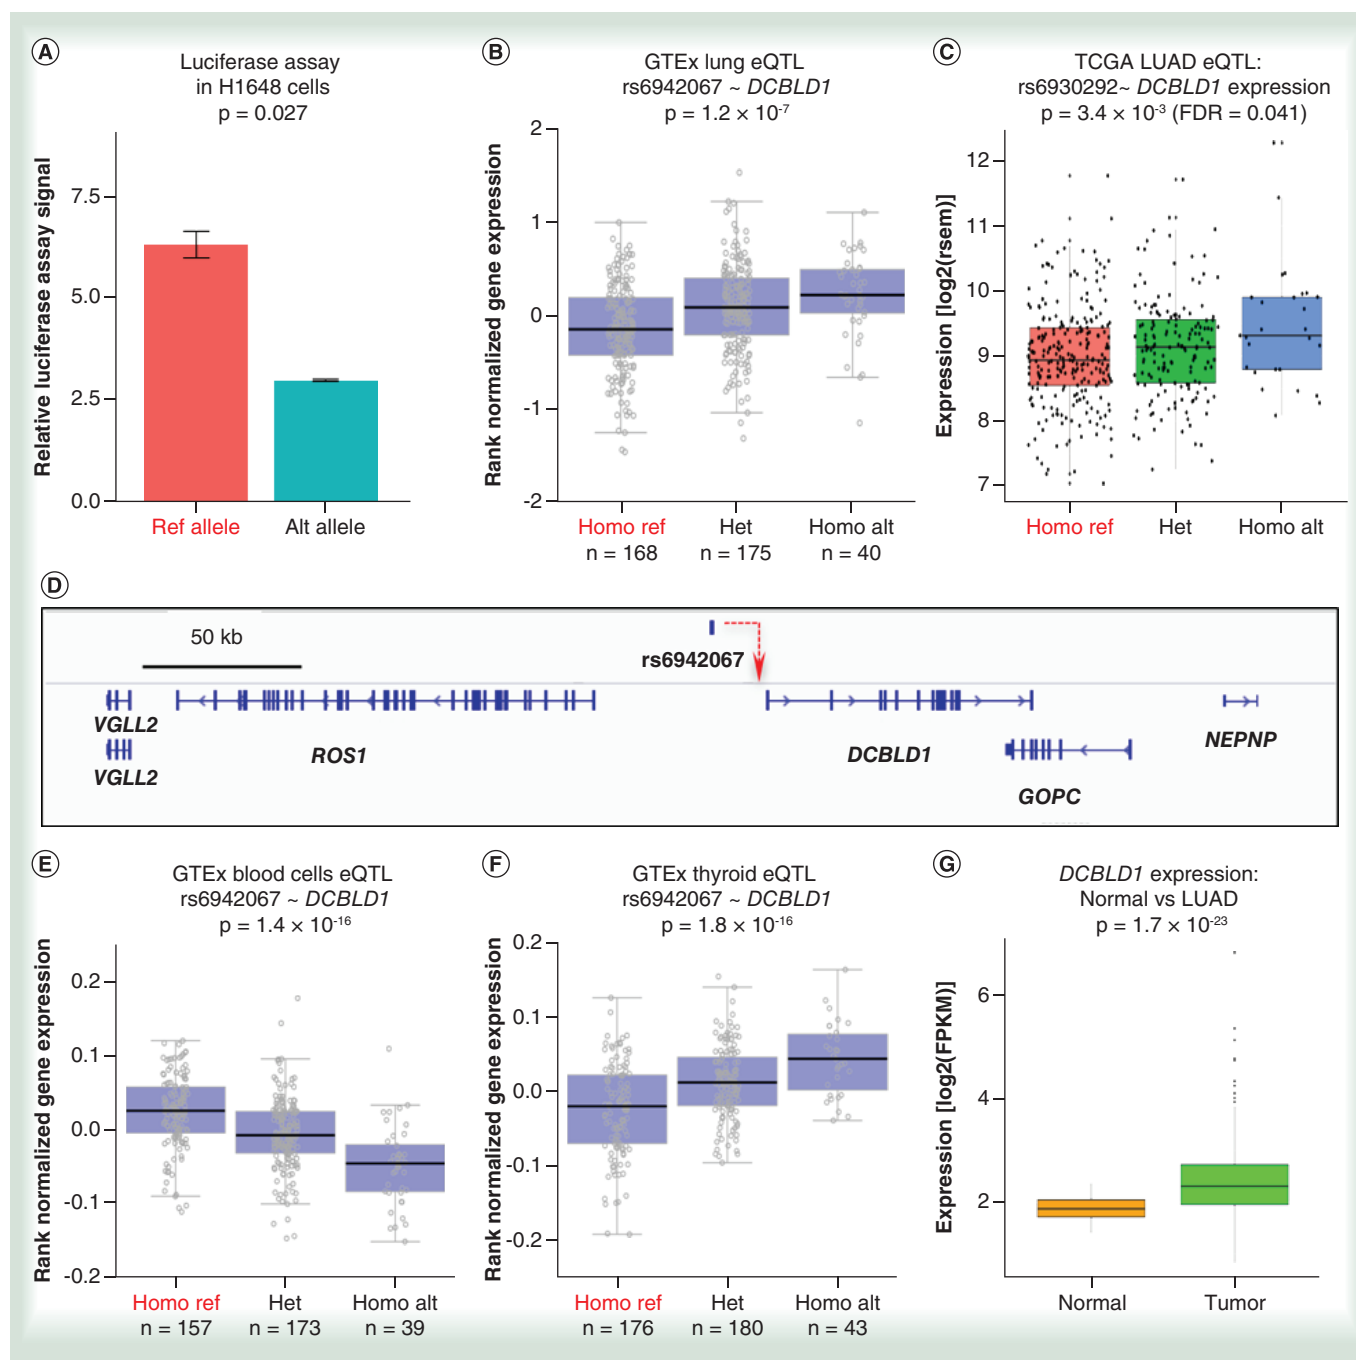 A
Luciferase assay
in H1648 cells
p = 0.027
Relative luciferase assay signal
7.5
5.0
2.5
0.0
Ref allele
Alt allele
B
GTEx lung eQTL
rs6942067 ~ DCBLD1
p = 1.2 × 10-7
Rank normalized gene expression
2
1
0
-1
-2
Homo ref
Het
Homo alt
n = 168
n = 175
n = 40
C
TCGA LUAD eQTL:
rs6930292~ DCBLD1 expression
p = 3.4 × 10-3 (FDR = 0.041)
Expression [log2(rsem)]
12
11
10
9
8
7
Homo ref
Het
Homo alt
D
50 kb
rs6942067
VGLL2
VGLL2
ROS1
DCBLD1
GOPC
NEPNP
E
GTEx blood cells eQTL
rs6942067 ~ DCBLD1
p = 1.4 × 10-16
Rank normalized gene expression
0.2
0.1
0.0
-0.1
-0.2
Homo ref
Het
Homo alt
n = 157
n = 173
n = 39
F
GTEx thyroid eQTL
rs6942067 ~ DCBLD1
p = 1.8 × 10-16
Rank normalized gene expression
0.2
0.1
0.0
-0.1
-0.2
Homo ref
Het
Homo alt
n = 176
n = 180
n = 43
G
DCBLD1 expression:
Normal vs LUAD
p = 1.7 × 10-23
Expression [log2(FPKM)]
6
4
2
Normal
Tumor